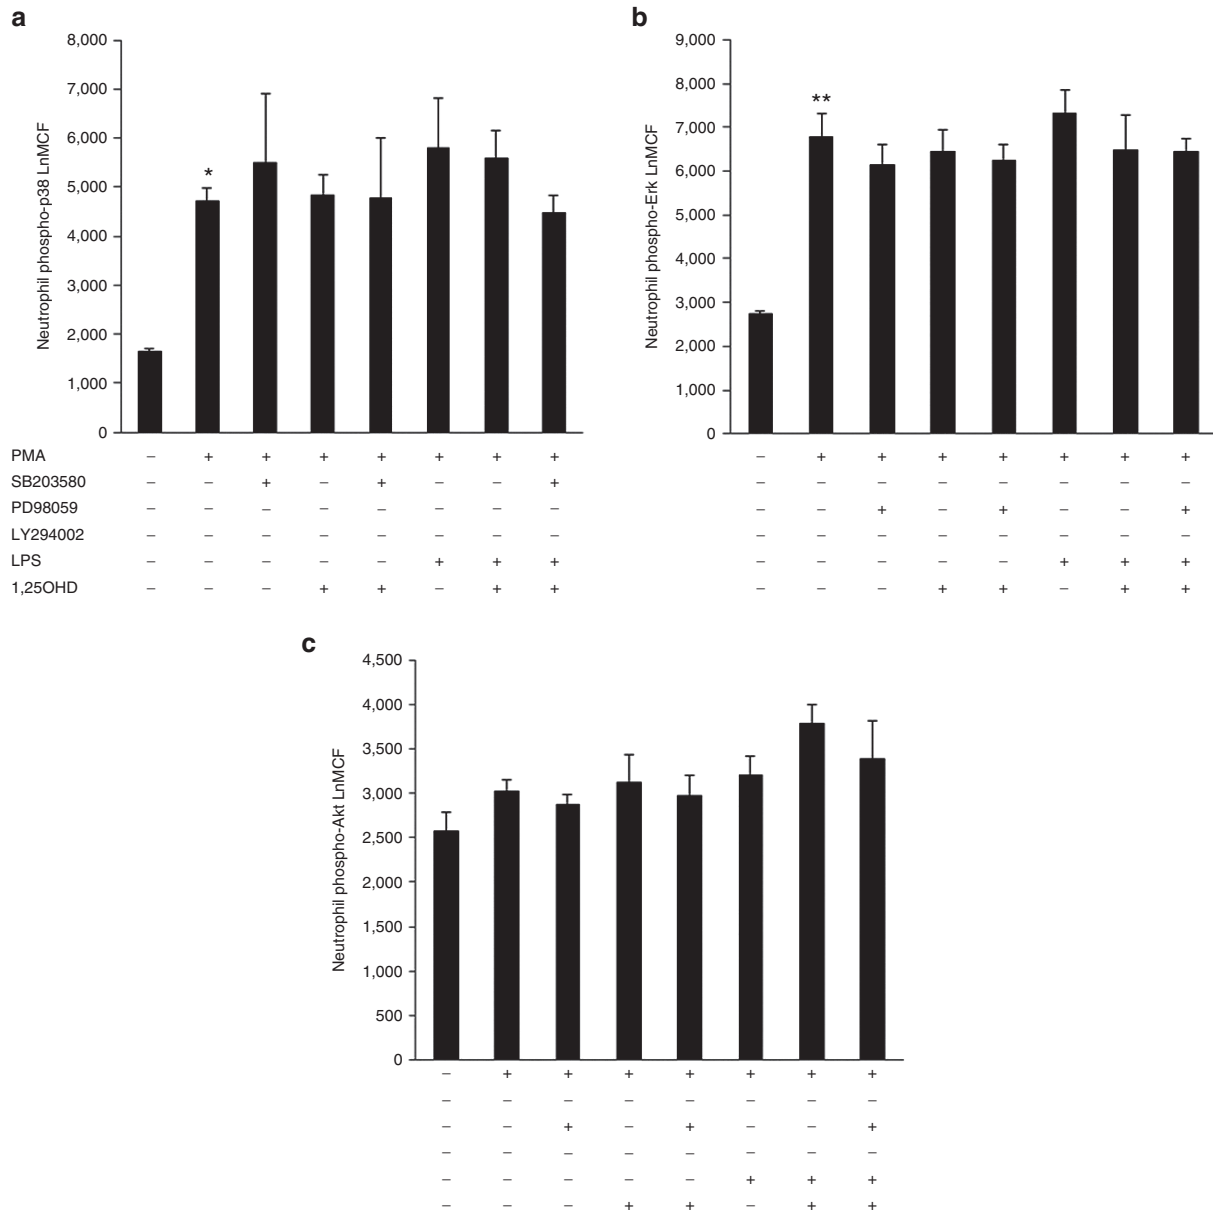 a
8,000
7,000
6,000
5,000
4,000
3,000
2,000
1,000
0
Neutrophil phospho-p38 LnMCF
*
b
9,000
8,000
7,000
6,000
5,000
4,000
3,000
2,000
1,000
0
Neutrophil phospho-Erk LnMCF
**
PMA – + + + + + + + – + + + + + + +
SB203580 – – + – + – – + – – – – – – – –
PD98059 – – – – – – – – – – + – + – – +
LY294002 – – – – – – – – – – – – – – – –
LPS – – – – – + + + – – – – – + + +
1,25OHD – – – + + – + + – – – + + – + +
c
4,500
4,000
3,500
3,000
2,500
2,000
1,500
1,000
500
0
Neutrophil phospho-Akt LnMCF
– + + + + + + +
– – – – – – – –
– – + – + – – +
– – – – – – – –
– – – – – + + +
– – – + + – + +